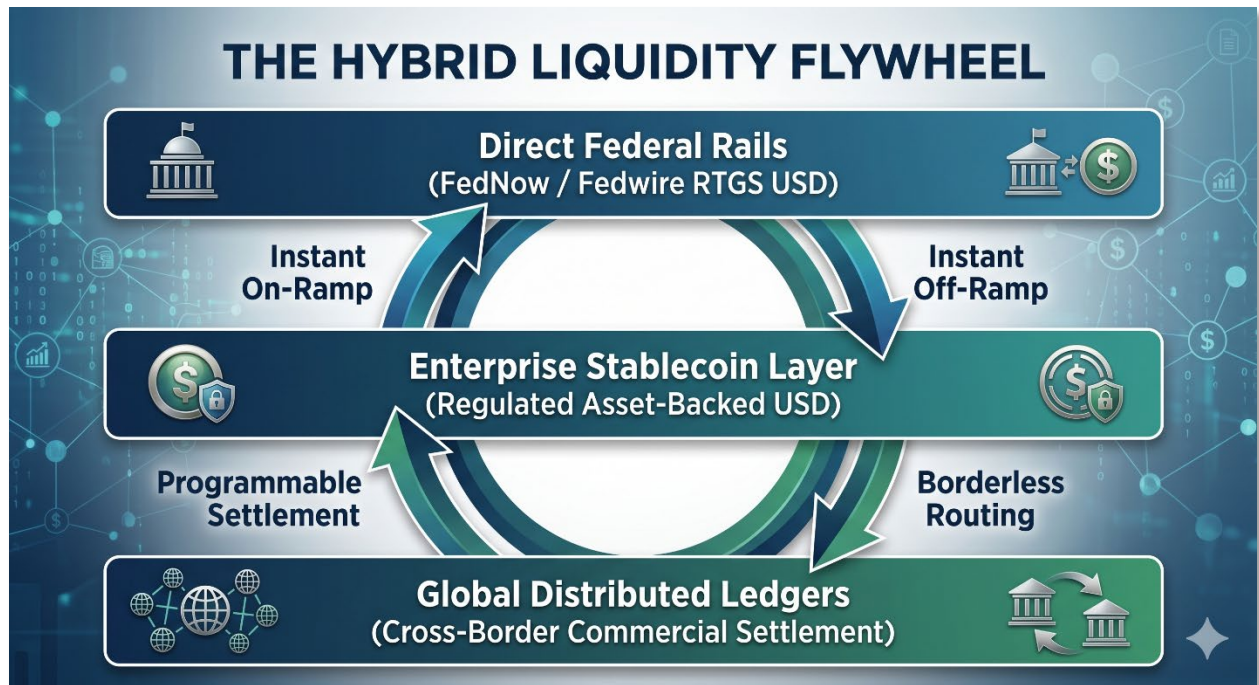 THE HYBRID LIQUIDITY FLYWHEEL
Direct Federal Rails
(FedNow / Fedwire RTGS USD)
Instant
On-Ramp
Instant
Off-Ramp
Enterprise Stablecoin Layer
(Regulated Asset-Backed USD)
Programmable
Settlement
Borderless
Routing
Global Distributed Ledgers
(Cross-Border Commercial Settlement)